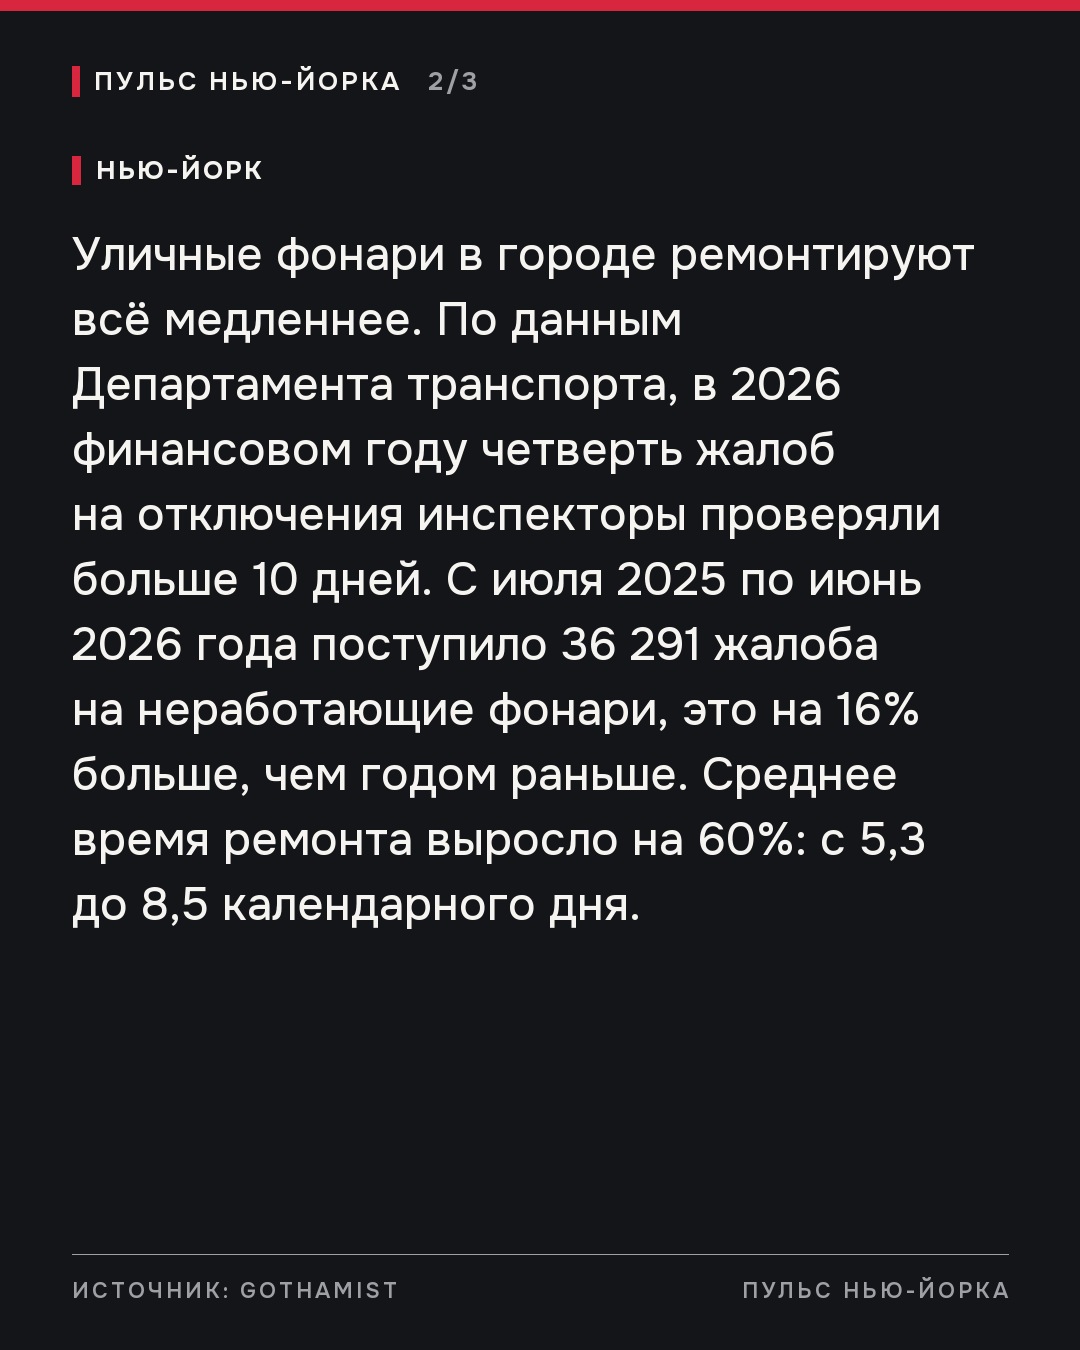 ПУЛЬС НЬЮ-ЙОРКА 2/3
НЬЮ-ЙОРК
Уличные фонари в городе ремонтируют
всё медленнее. По данным
Департамента транспорта, в 2026
финансовом году четверть жалоб
на отключения инспекторы проверяли
больше 10 дней. С июля 2025 по июнь
2026 года поступило 36 291 жалоба
на неработающие фонари, это на 16%
больше, чем годом раньше. Среднее
время ремонта выросло на 60%: с 5,3
до 8,5 календарного дня.
ИСТОЧНИК: GOTHAMIST
ПУЛЬС НЬЮ-ЙОРКА